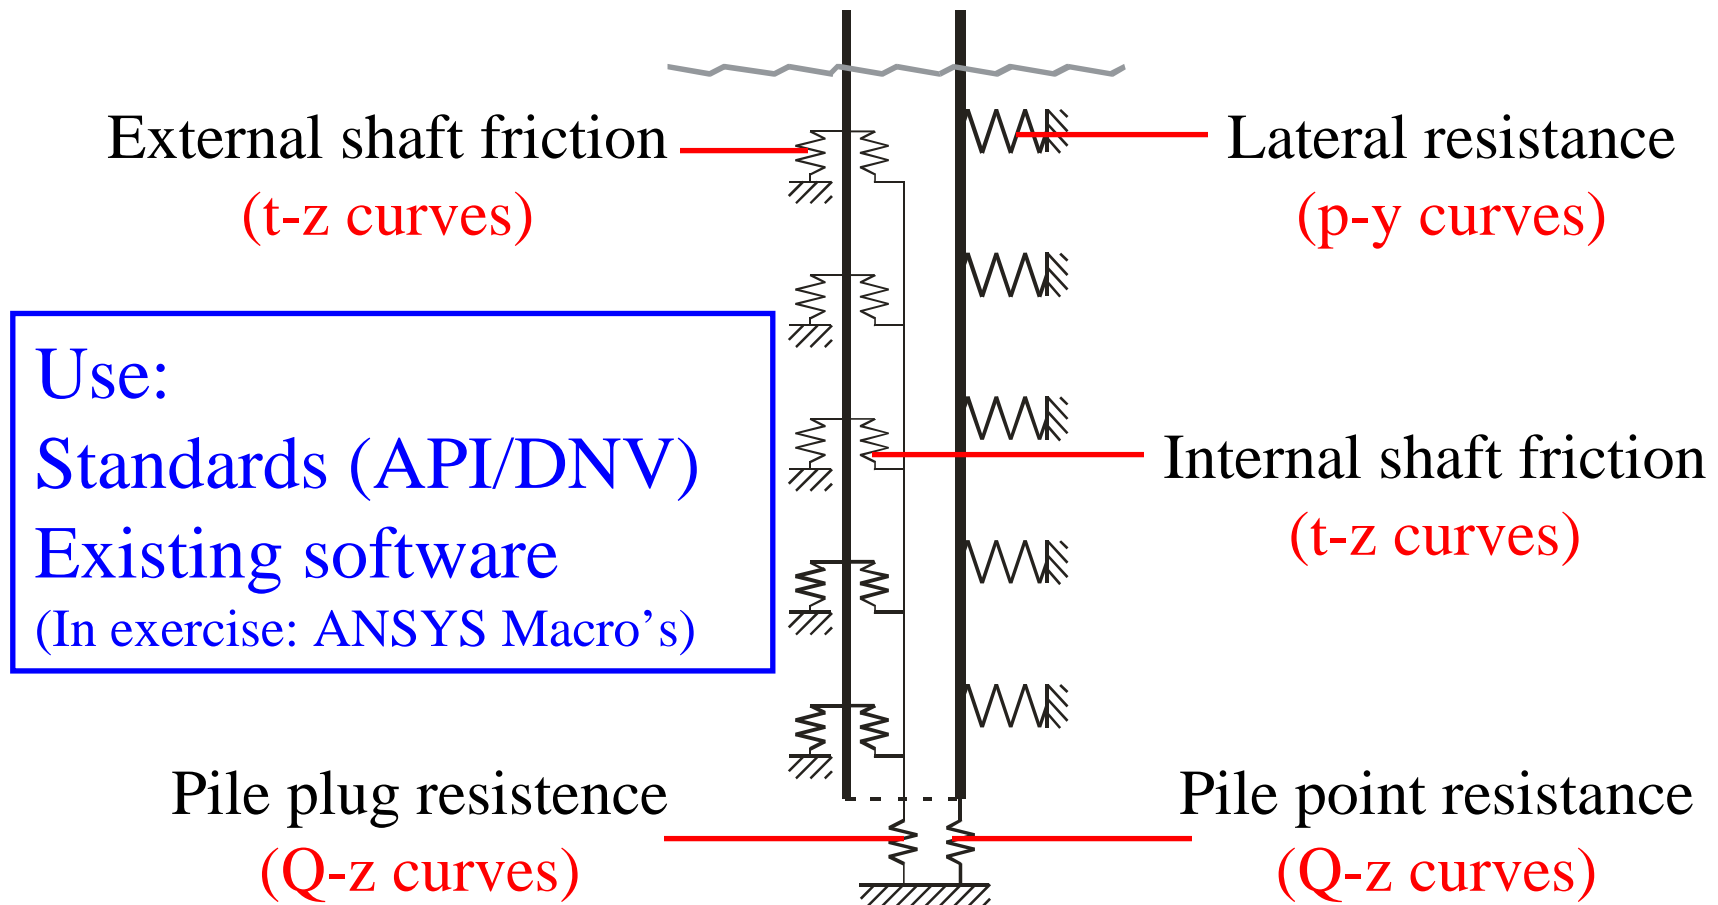 External shaft friction
(t-z curves)
Lateral resistance
(p-y curves)
Use:
Standards (API/DNV)
Existing software
(In exercise: ANSYS Macro’s)
Internal shaft friction
(t-z curves)
Pile plug resistence
(Q-z curves)
Pile point resistance
(Q-z curves)